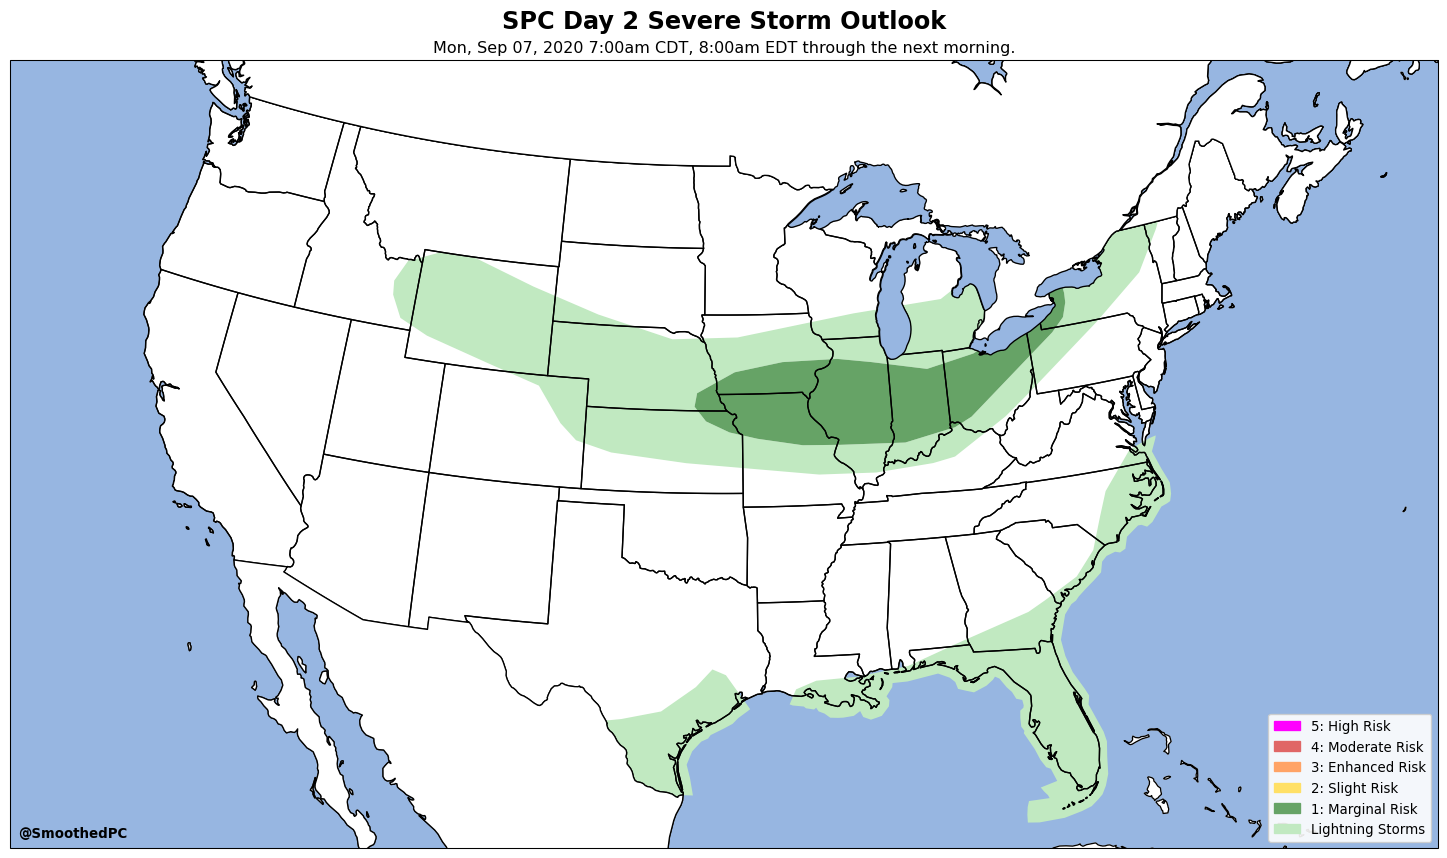 SPC Day 2 Severe Storm Outlook
Mon, Sep 07, 2020 7:00am CDT, 8:00am EDT through the next morning.
5: High Risk
4: Moderate Risk
3: Enhanced Risk
2: Slight Risk
1: Marginal Risk
Lightning Storms
@SmoothedPC